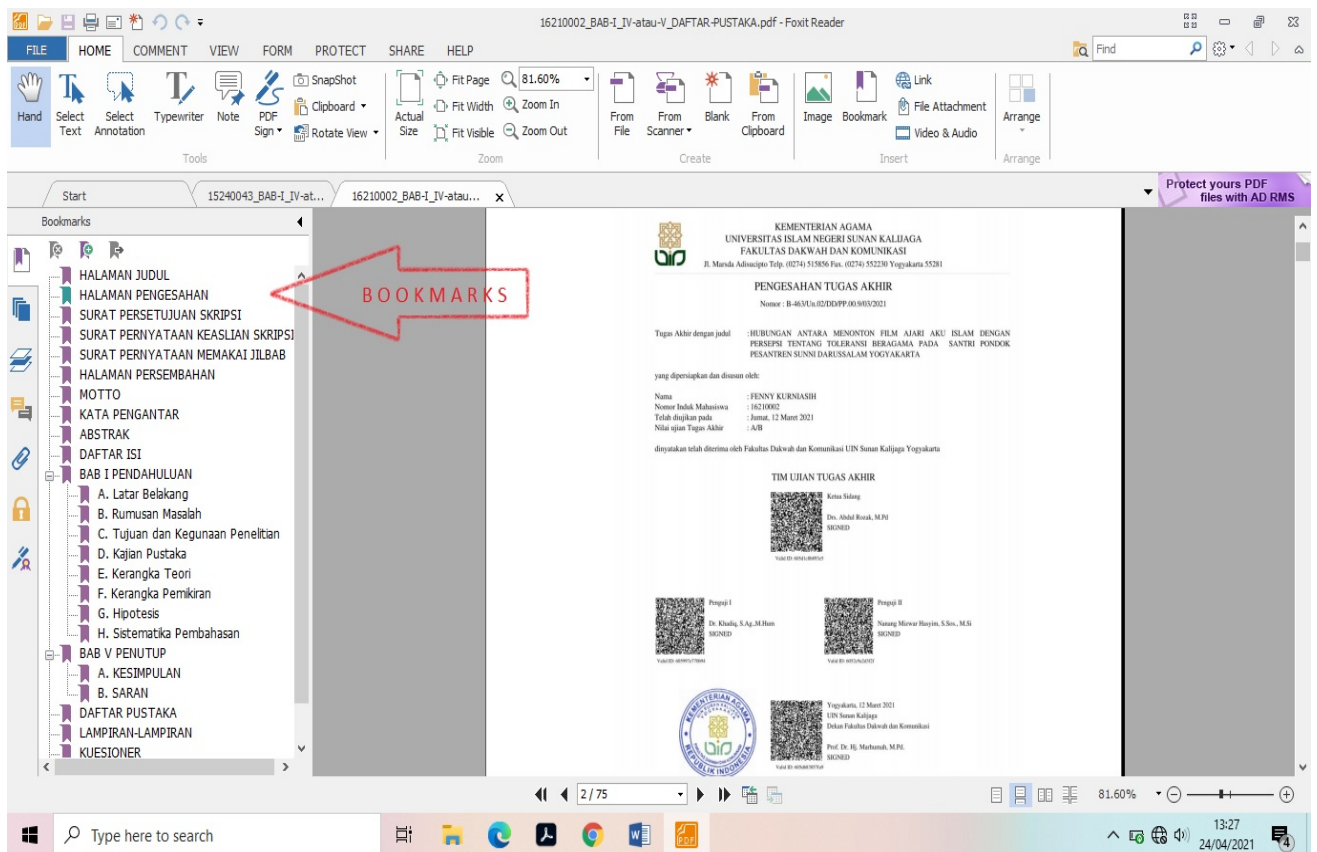 16210002_BAB-I_IV-atau-V_DAFTAR-PUSTAKA.pdf - Foxit Reader
FILE HOME COMMENT VIEW FORM PROTECT SHARE HELP
Find
Hand
Select Text
Select Annotation
Typewriter
Note
PDF Sign
SnapShot
Clipboard
Rotate View
Tools
Actual Size
Fit Page
Fit Width
Fit Visible
81.60%
Zoom In
Zoom Out
Zoom
From File
From Scanner
Blank
From Clipboard
Create
Image
Bookmark
Link
File Attachment
Video & Audio
Insert
Arrange
Arrange
Start
15240043_BAB-I_IV-at...
16210002_BAB-I_IV-atau... x
Protect yours PDF
files with AD RMS
Bookmarks
HALAMAN JUDUL
HALAMAN PENGESAHAN
SURAT PERSETUJUAN SKRIPSI
SURAT PERNYATAAN KEASLIAN SKRIPSI
SURAT PERNYATAAN MEMAKAI JILBAB
HALAMAN PERSEMBAHAN
MOTTO
KATA PENGANTAR
ABSTRAK
DAFTAR ISI
BAB I PENDAHULUAN
A. Latar Belakang
B. Rumusan Masalah
C. Tujuan dan Kegunaan Penelitian
D. Kajian Pustaka
E. Kerangka Teori
F. Kerangka Pemikiran
G. Hipotesis
H. Sistematika Pembahasan
BAB V PENUTUP
A. KESIMPULAN
B. SARAN
DAFTAR PUSTAKA
LAMPIRAN-LAMPIRAN
KUESIONER
BOOKMARKS
KEMENTERIAN AGAMA
UNIVERSITAS ISLAM NEGERI SUNAN KALIJAGA
FAKULTAS DAKWAH DAN KOMUNIKASI
Jl. Marsda Adisucipto Telp. (0274) 515856 Fax. (0274) 552230 Yogyakarta 55281
PENGESAHAN TUGAS AKHIR
Nomor : B-463/Un.02/DD/PP.00.9/03/2021
Tugas Akhir dengan judul : HUBUNGAN ANTARA MENONTON FILM AJARI AKU ISLAM DENGAN
PERSEPSI TENTANG TOLERANSI BERAGAMA PADA SANTRI PONDOK
PESANTREN SUNNI DARUSSALAM YOGYAKARTA
yang dipersiapkan dan disusun oleh:
Nama : FENNY KURNIASIH
Nomor Induk Mahasiswa : 16210002
Telah diujikan pada : Jumat, 12 Maret 2021
Nilai ujian Tugas Akhir : A/B
dinyatakan telah diterima oleh Fakultas Dakwah dan Komunikasi UIN Sunan Kalijaga Yogyakarta
TIM UJIAN TUGAS AKHIR
Ketua Sidang
Drs. Abdul Rozak, M.Pd
SIGNED
Valid ID:
Penguji I
Dr. Khadiq, S.Ag.,M.Hum
SIGNED
Valid ID:
Penguji II
Nanang Mizwar Hasyim, S.Sos., M.Si
SIGNED
Valid ID:
KEMENTERIAN AGAMA
REPUBLIK INDONESIA
Yogyakarta, 12 Maret 2021
UIN Sunan Kalijaga
Dekan Fakultas Dakwah dan Komunikasi
Prof. Dr. Hj. Marhumah, M.Pd.
SIGNED
Valid ID:
2 / 75
81.60%
Type here to search
13:27
24/04/2021
4